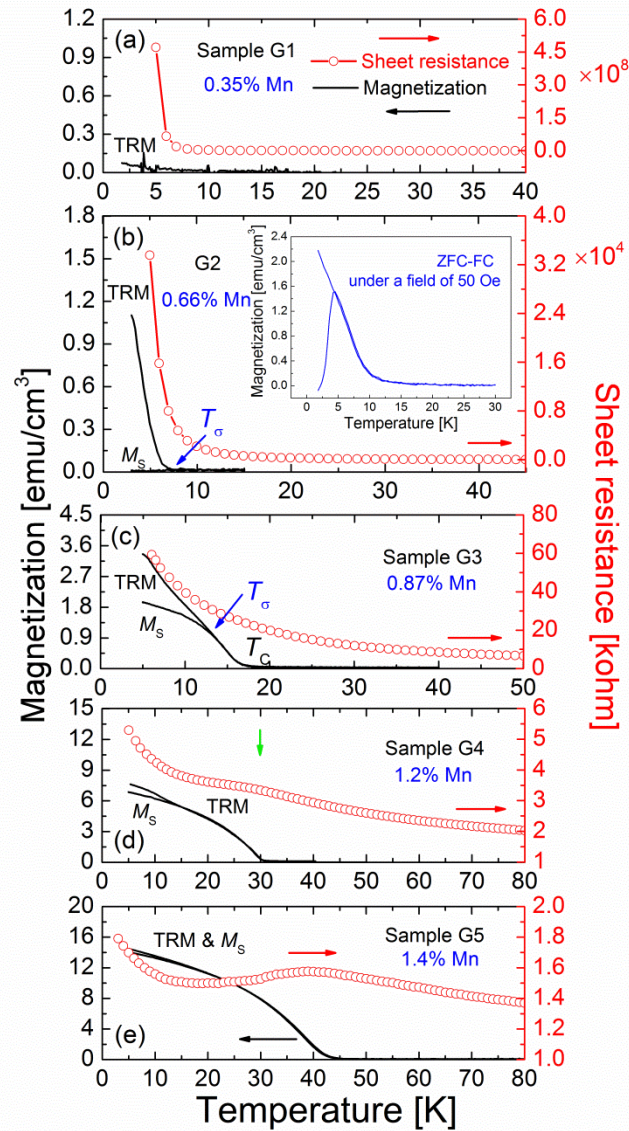 1.2
0.9
0.6
0.3
0.0
(a)
Sample G1
0.35% Mn
Sheet resistance
Magnetization
TRM
6.0
4.5
3.0
1.5
0.0
×10⁸
5 10 15 20 25 30 35 40
1.8
1.5
1.2
0.9
0.6
0.3
0.0
(b)
G2
0.66% Mn
TRM
Tσ
MS
ZFC-FC
under a field of 50 Oe
Magnetization [emu/cm³]
2.0
1.6
1.2
0.8
0.4
0.0
0 5 10 15 20 25 30 35
Temperature [K]
4.0
3.2
2.4
1.6
0.8
0.0
×10⁴
10 20 30 40
4.5
3.6
2.7
1.8
0.9
0.0
(c)
Sample G3
0.87% Mn
TRM
Tσ
MS
TC
80
60
40
20
0
0 10 20 30 40 50
15
12
9
6
3
0
(d)
Sample G4
1.2% Mn
MS
TRM
6
5
4
3
2
1
0 10 20 30 40 50 60 70 80
20
16
12
8
4
0
(e)
TRM & MS
Sample G5
1.4% Mn
2.0
1.8
1.6
1.4
1.2
1.0
0 10 20 30 40 50 60 70 80
Temperature [K]
Magnetization [emu/cm³]
Sheet resistance [kohm]